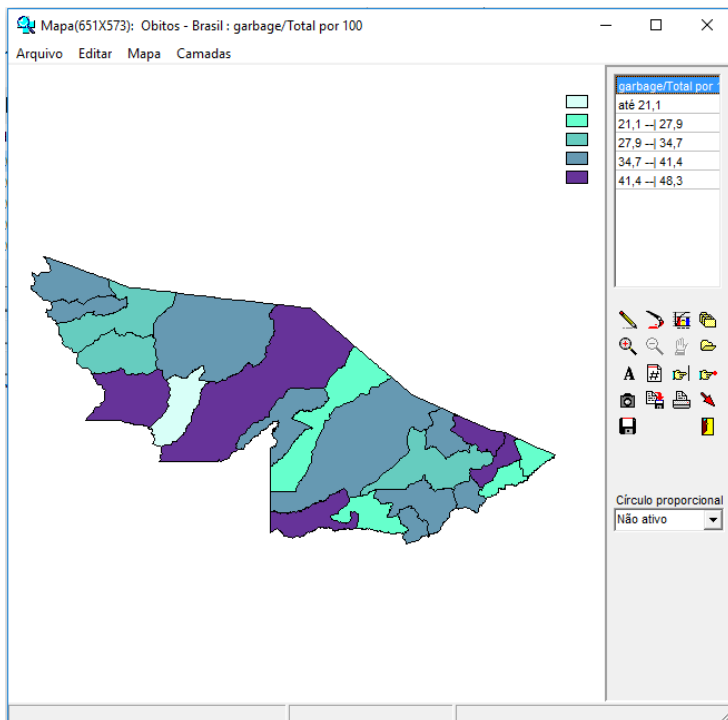 Mapa(651X573): Obitos - Brasil : garbage/Total por 100
Arquivo Editar Mapa Camadas
garbage/Total por
até 21,1
21,1 --| 27,9
27,9 --| 34,7
34,7 --| 41,4
41,4 --| 48,3
A
#
Círculo proporcional
Não ativo